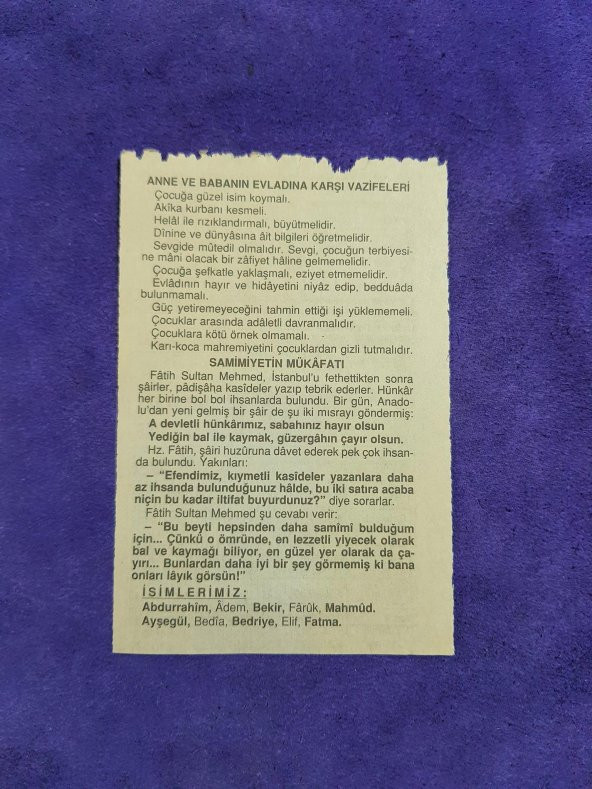 ANNE VE BABANIN EVLADINA KARŞI VAZİFELERİ
Çocuğa güzel isim koymalı.
Akîka kurbanı kesmeli.
Helâl ile rızıklandırmalı, büyütmelidir.
Dînine ve dünyâsına âit bilgileri öğretmelidir.
Sevgide mûtedil olmalıdır. Sevgi, çocuğun terbiyesi-
ne mâni olacak bir zâfiyet hâline gelmemelidir.
Çocuğa şefkatle yaklaşmalı, eziyet etmemelidir.
Evlâdının hayır ve hidâyetini niyâz edip, bedduâda
bulunmamalı.
Güç yetiremeyeceğini tahmin ettiği işi yüklememeli.
Çocuklar arasında adâletli davranmalıdır.
Çocuklara kötü örnek olmamalı.
Karı-koca mahremiyetini çocuklardan gizli tutmalıdır.
SAMİMİYETİN MÜKÂFATI
Fâtih Sultan Mehmed, İstanbul'u fethettikten sonra
şâirler, pâdişâha kasîdeler yazıp tebrik ederler. Hünkâr
her birine bol bol ihsanlarda bulundu. Bir gün, Anado-
lu'dan yeni gelmiş bir şâir de şu iki mısrayı göndermiş:
A devletli hünkârımız, sabahınız hayır olsun
Yediğin bal ile kaymak, güzergâhın çayır olsun.
Hz. Fâtih, şâiri huzûruna dâvet ederek pek çok ihsan-
da bulundu. Yakınları:
– "Efendimiz, kıymetli kasîdeler yazanlara daha
az ihsanda bulunduğunuz hâlde, bu iki satıra acaba
niçin bu kadar iltifat buyurdunuz?" diye sorarlar.
Fâtih Sultan Mehmed şu cevabı verir:
– "Bu beyti hepsinden daha samîmî bulduğum
için... Çünkü o ömründe, en lezzetli yiyecek olarak
bal ve kaymağı biliyor, en güzel yer olarak da ça-
yırı... Bunlardan daha iyi bir şey görmemiş ki bana
onları lâyık görsün!"
İSİMLERİMİZ:
Abdurrahîm, Âdem, Bekir, Fârûk, Mahmûd.
Ayşegül, Bedîa, Bedriye, Elif, Fatma.